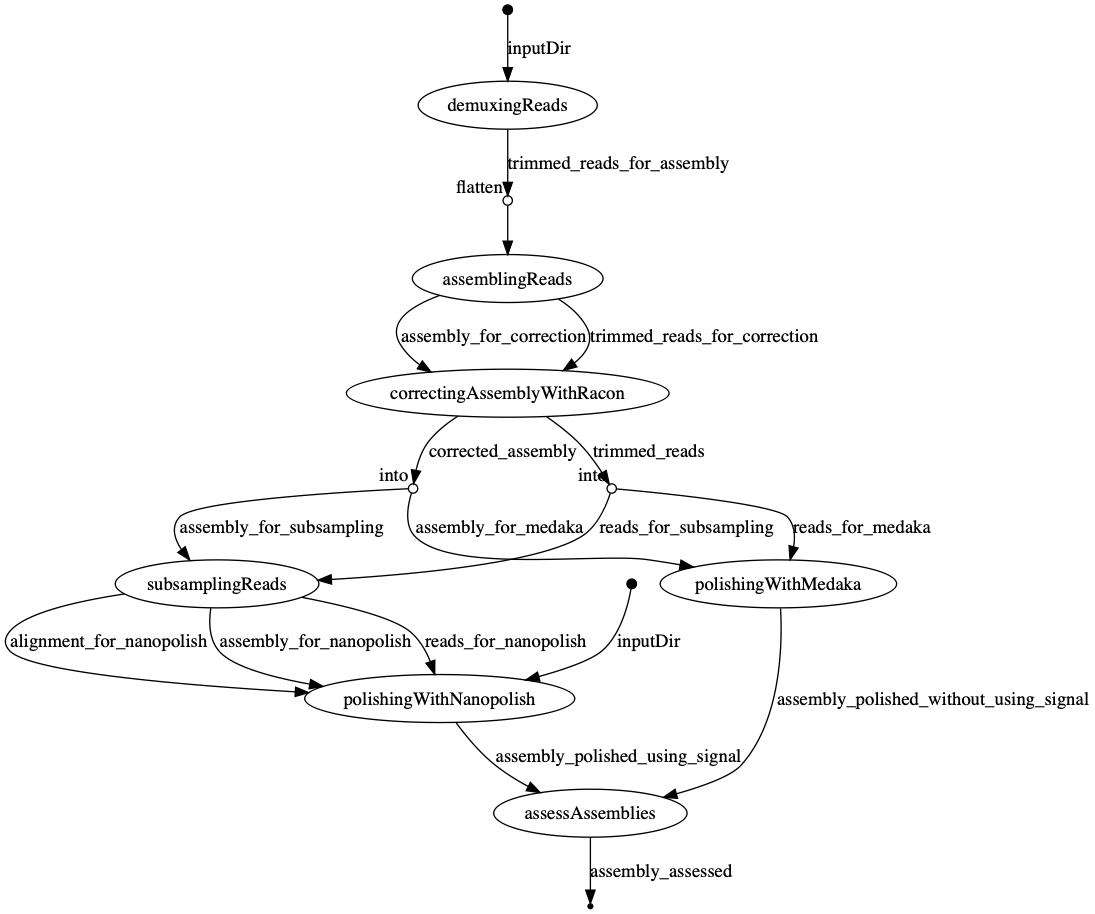 inputDir
demuxingReads
trimmed_reads_for_assembly
flatten
assemblingReads
assembly_for_correction
trimmed_reads_for_correction
correctingAssemblyWithRacon
corrected_assembly
trimmed_reads
into
into
assembly_for_subsampling
assembly_for_medaka
reads_for_subsampling
reads_for_medaka
subsamplingReads
polishingWithMedaka
alignment_for_nanopolish
assembly_for_nanopolish
reads_for_nanopolish
inputDir
polishingWithNanopolish
assembly_polished_without_using_signal
assembly_polished_using_signal
assessAssemblies
assembly_assessed